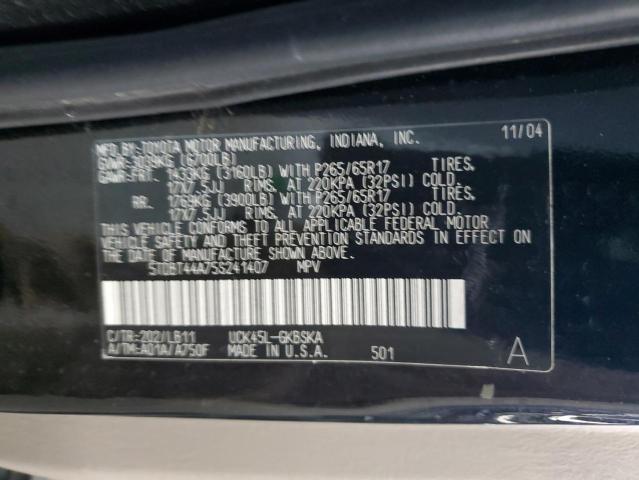 MFD. BY: TOYOTA MOTOR MANUFACTURING, INDIANA, INC. 11/04
GVWR: 3039KG (6700LB)
GAWR: FRT. 1433KG (3160LB) WITH P265/65R17 TIRES,
17X7.5JJ RIMS, AT 220KPA (32PSI) COLD.
RR. 1769KG (3900LB) WITH P265/65R17 TIRES,
17X7.5JJ RIMS, AT 220KPA (32PSI) COLD.
THIS VEHICLE CONFORMS TO ALL APPLICABLE FEDERAL MOTOR
VEHICLE SAFETY AND THEFT PREVENTION STANDARDS IN EFFECT ON
THE DATE OF MANUFACTURE SHOWN ABOVE.
5TDBT44A75S241407 MPV
C/TR: 202/LB11 UCK45L-GKBSKA
A/TM: A01A/A750F MADE IN U.S.A. 501 A